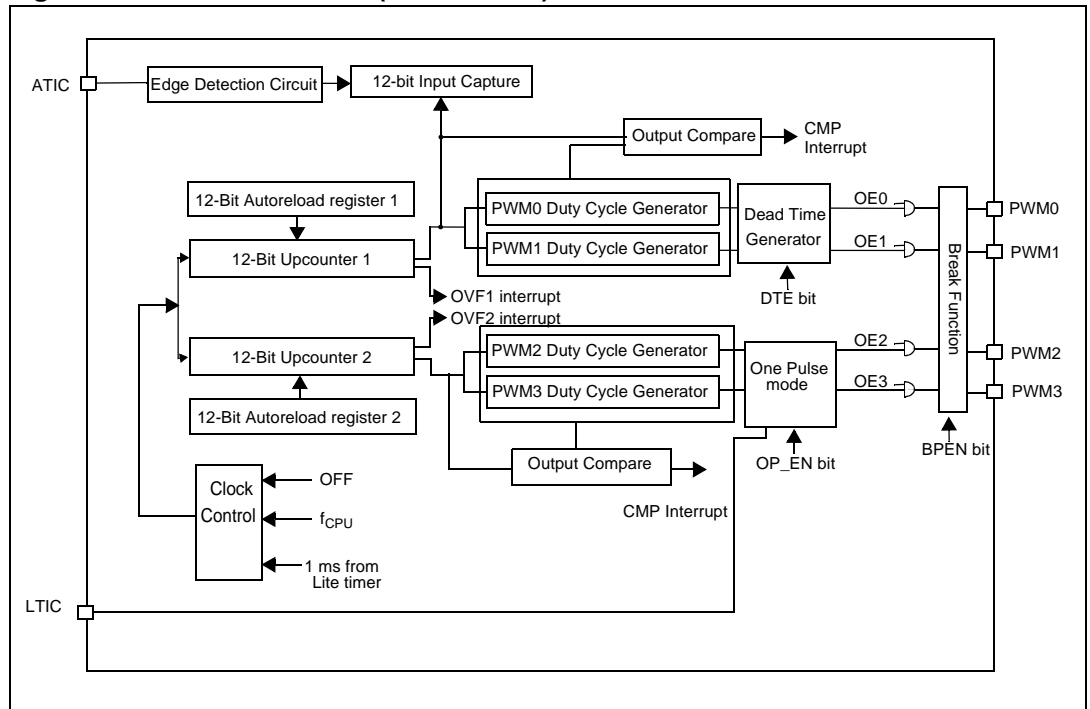 ATIC
Edge Detection Circuit
12-bit Input Capture
Output Compare
CMP
Interrupt
12-Bit Autoreload register 1
PWM0 Duty Cycle Generator
PWM1 Duty Cycle Generator
Dead Time
Generator
OE0
OE1
PWM0
PWM1
12-Bit Upcounter 1
OVF1 interrupt
OVF2 interrupt
DTE bit
Break Function
12-Bit Upcounter 2
PWM2 Duty Cycle Generator
PWM3 Duty Cycle Generator
One Pulse
mode
OE2
OE3
PWM2
PWM3
12-Bit Autoreload register 2
BPEN bit
OP_EN bit
Output Compare
CMP Interrupt
Clock
Control
OFF
fCPU
1 ms from
Lite timer
LTIC